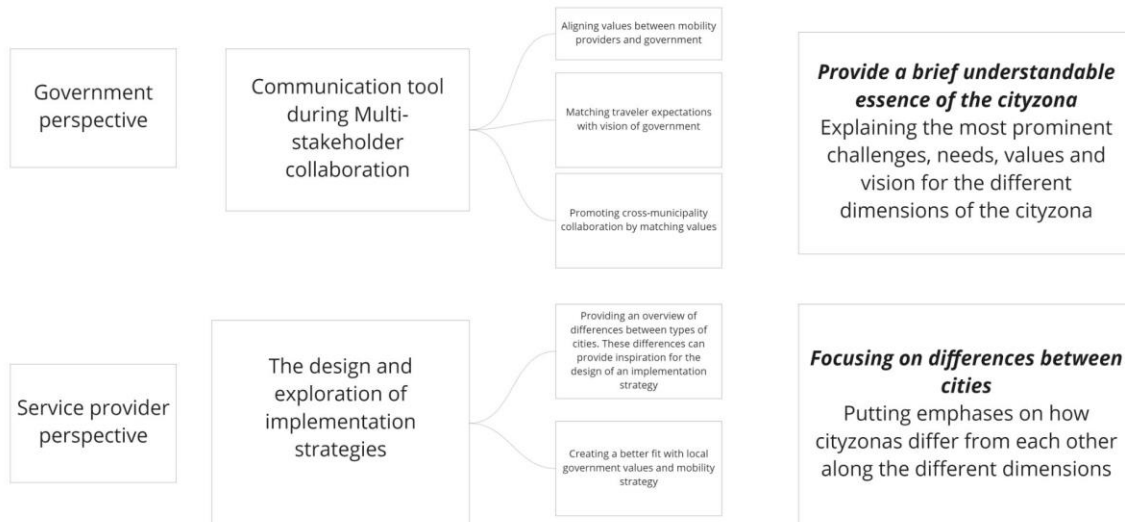 Government
perspective
Communication tool
during Multi-
stakeholder
collaboration
Aligning values between mobility
providers and government
Matching traveler expectations
with vision of government
Promoting cross-municipality
collaboration by matching values
Provide a brief understandable
essence of the cityzona
Explaining the most prominent
challenges, needs, values and
vision for the different
dimensions of the cityzona
Service provider
perspective
The design and
exploration of
implementation
strategies
Providing an overview of
differences between types of
cities. These differences can
provide inspiration for the
design of an implementation
strategy
Creating a better fit with local
government values and mobility
strategy
Focusing on differences between
cities
Putting emphases on how
cityzonas differ from each other
along the different dimensions